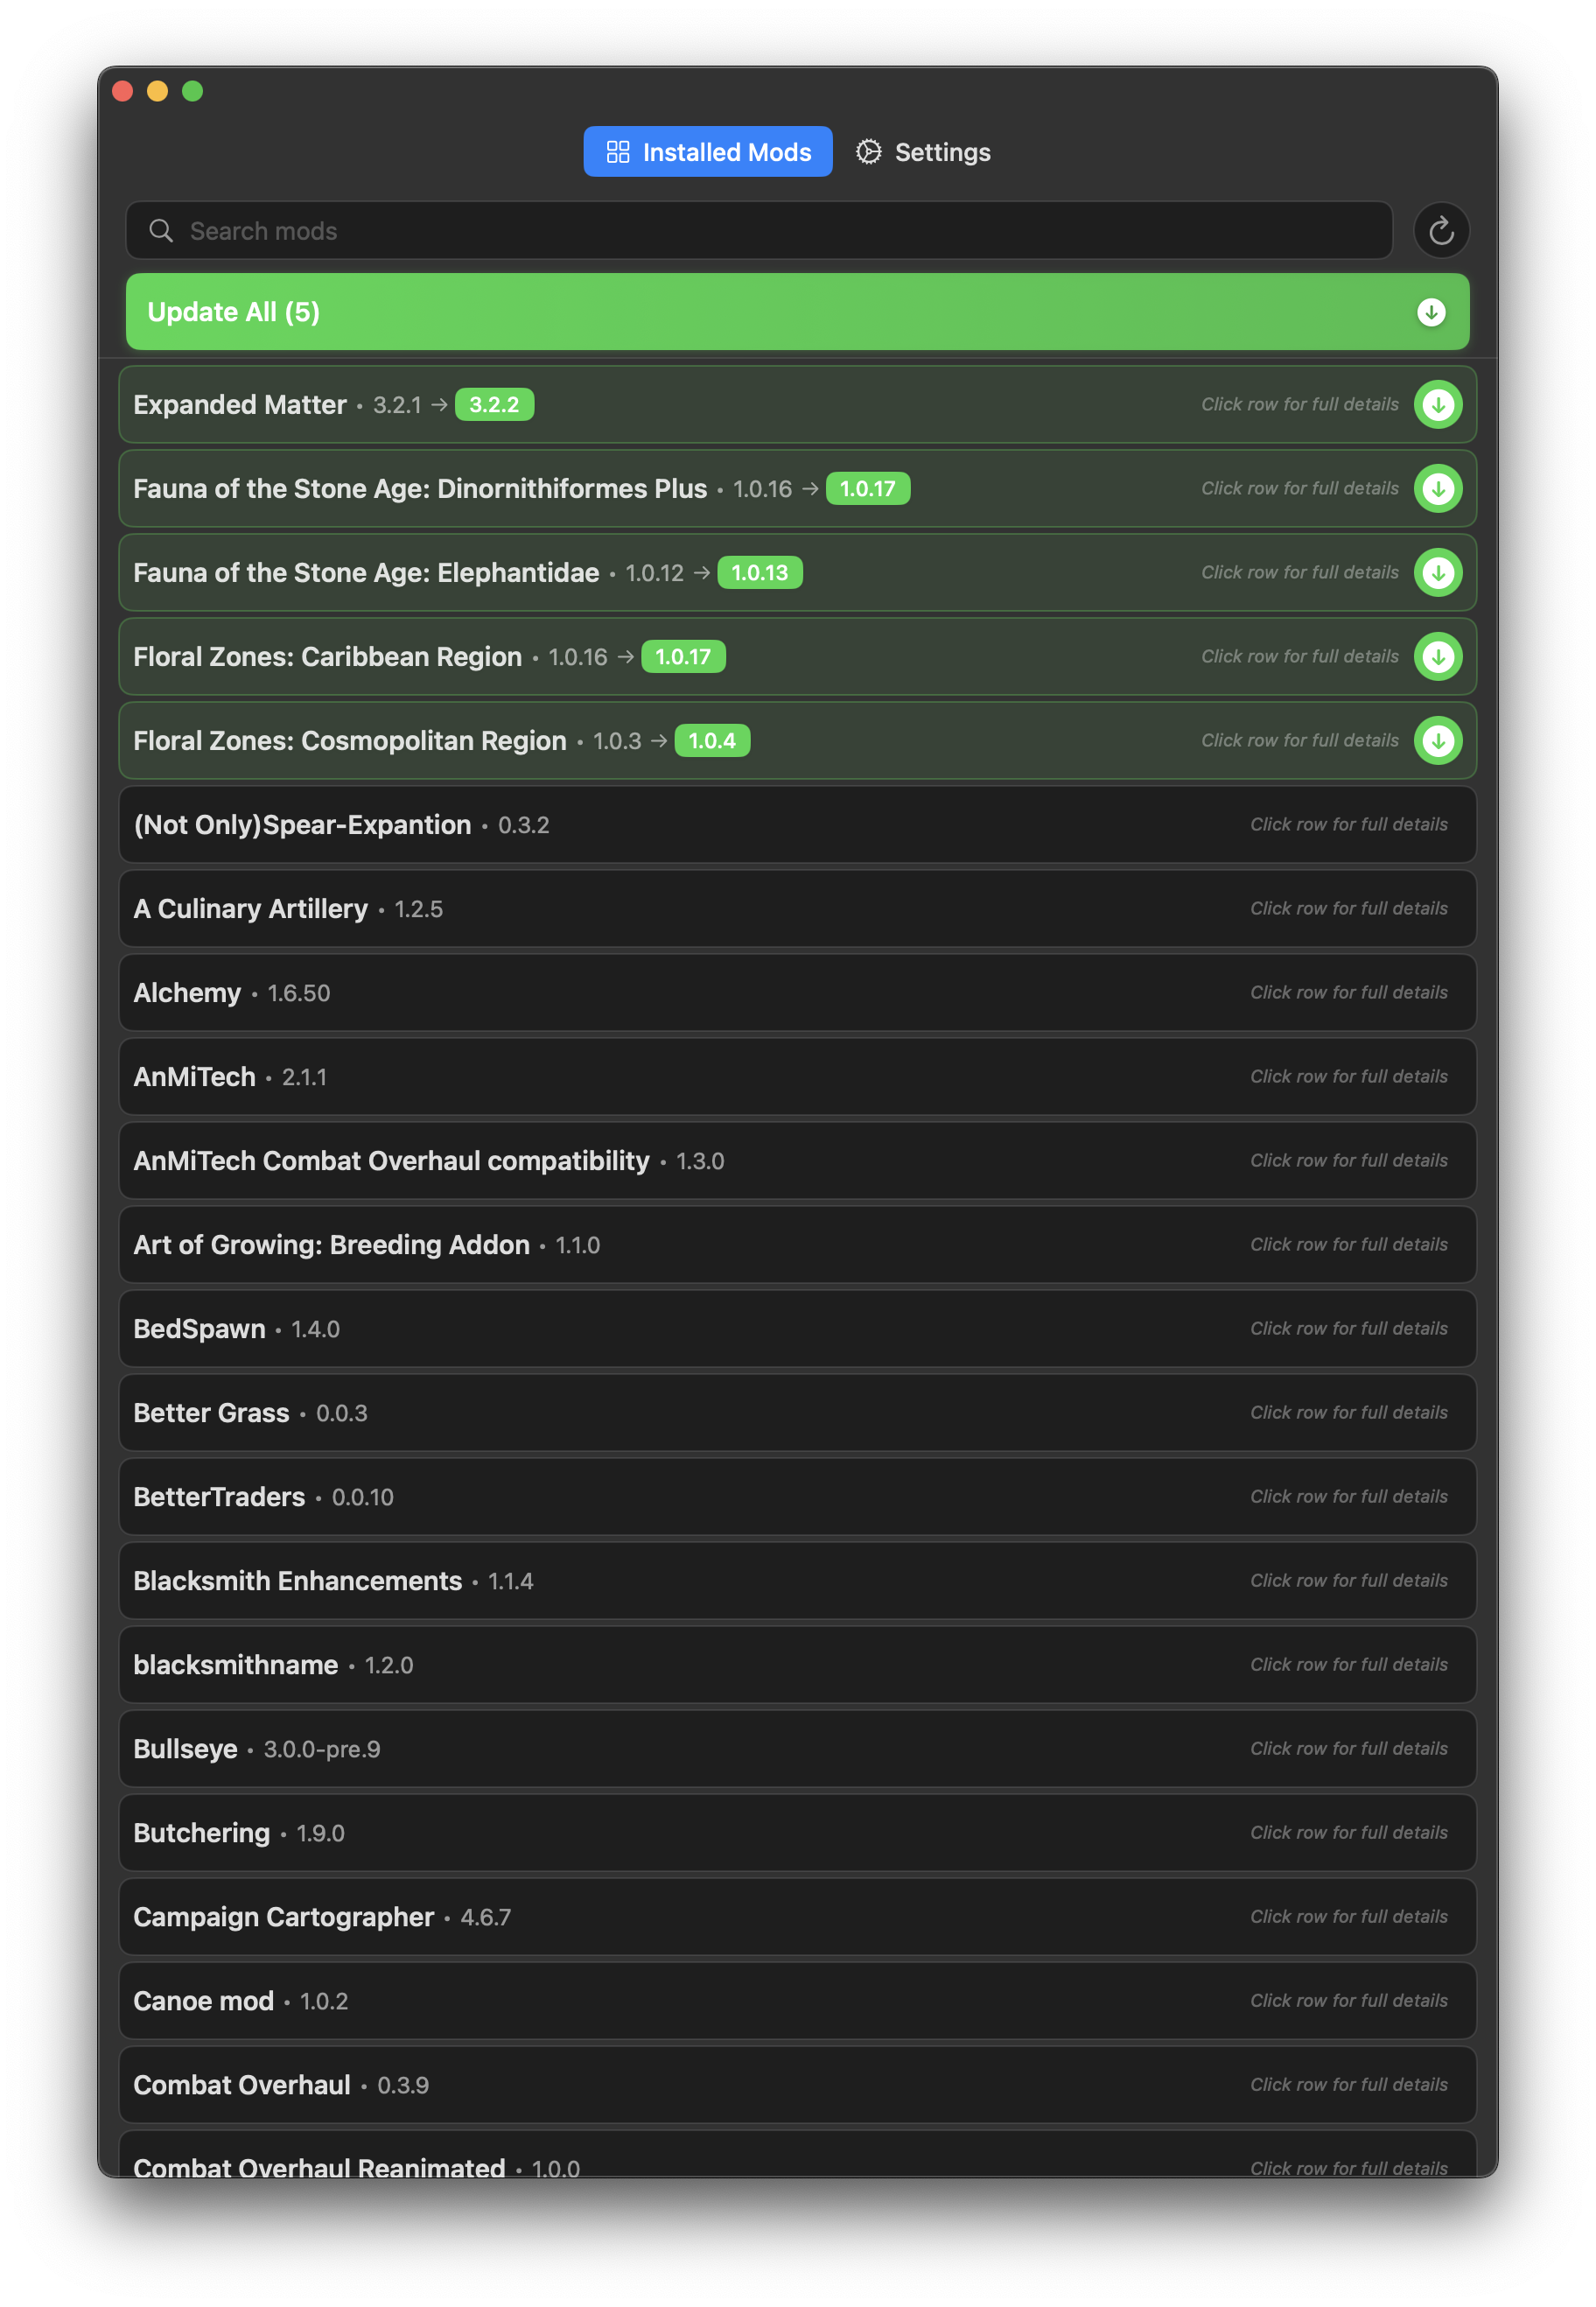 Installed Mods Settings
Search mods
Update All (5)
Expanded Matter • 3.2.1 → 3.2.2 Click row for full details
Fauna of the Stone Age: Dinornithiformes Plus • 1.0.16 → 1.0.17 Click row for full details
Fauna of the Stone Age: Elephantidae • 1.0.12 → 1.0.13 Click row for full details
Floral Zones: Caribbean Region • 1.0.16 → 1.0.17 Click row for full details
Floral Zones: Cosmopolitan Region • 1.0.3 → 1.0.4 Click row for full details
(Not Only)Spear-Expantion • 0.3.2 Click row for full details
A Culinary Artillery • 1.2.5 Click row for full details
Alchemy • 1.6.50 Click row for full details
AnMiTech • 2.1.1 Click row for full details
AnMiTech Combat Overhaul compatibility • 1.3.0 Click row for full details
Art of Growing: Breeding Addon • 1.1.0 Click row for full details
BedSpawn • 1.4.0 Click row for full details
Better Grass • 0.0.3 Click row for full details
BetterTraders • 0.0.10 Click row for full details
Blacksmith Enhancements • 1.1.4 Click row for full details
blacksmithname • 1.2.0 Click row for full details
Bullseye • 3.0.0-pre.9 Click row for full details
Butchering • 1.9.0 Click row for full details
Campaign Cartographer • 4.6.7 Click row for full details
Canoe mod • 1.0.2 Click row for full details
Combat Overhaul • 0.3.9 Click row for full details
Combat Overhaul Reanimated • 1.0.0 Click row for full details